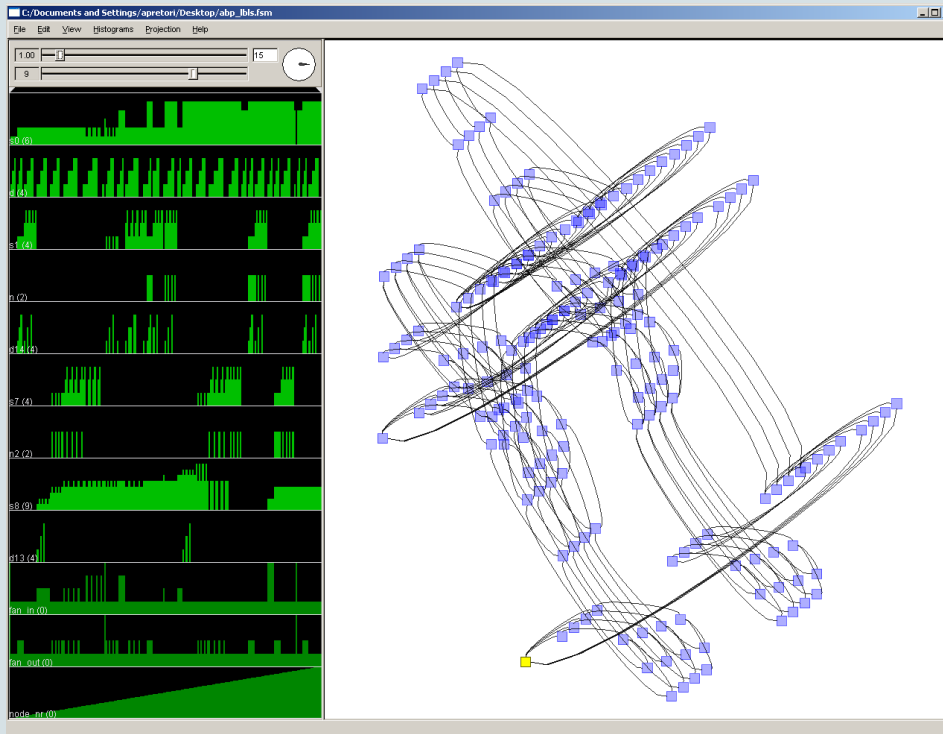 C:/Documents and Settings/apretori/Desktop/abp_lbls.fsm
File Edit View Histograms Projection Help
1.00
15
9
s0 (6)
d (4)
s1 (4)
n (2)
d14 (4)
s7 (4)
n2 (2)
s8 (9)
d13 (4)
fan_in (0)
fan_out (0)
node_nr (0)